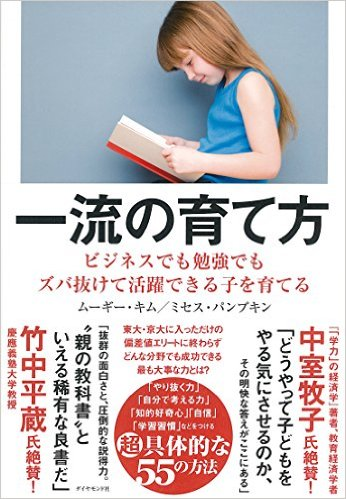 一流の育て方
ビジネスでも勉強でも
ズバ抜けて活躍できる子を育てる
ムーギー・キム／ミセス・パンプキン
『「学力」の経済学』著者、教育経済学者
中室牧子氏絶賛!
「どうやって子どもを
やる気にさせるのか、
その明快な答えがここにある」
東大・京大に入っただけの
偏差値エリートに終わらず
どんな分野でも成功できる
最も大事な力とは?
「やり抜く力」
「自分で考える力」
「知的好奇心」「自信」
「学習習慣」などをつける
超具体的な
55の方法
「抜群の面白さと、圧倒的な説得力。
“親の教科書”と
いえる稀有な良書だ」
竹中平蔵氏絶賛!
慶應義塾大学教授
ダイヤモンド社